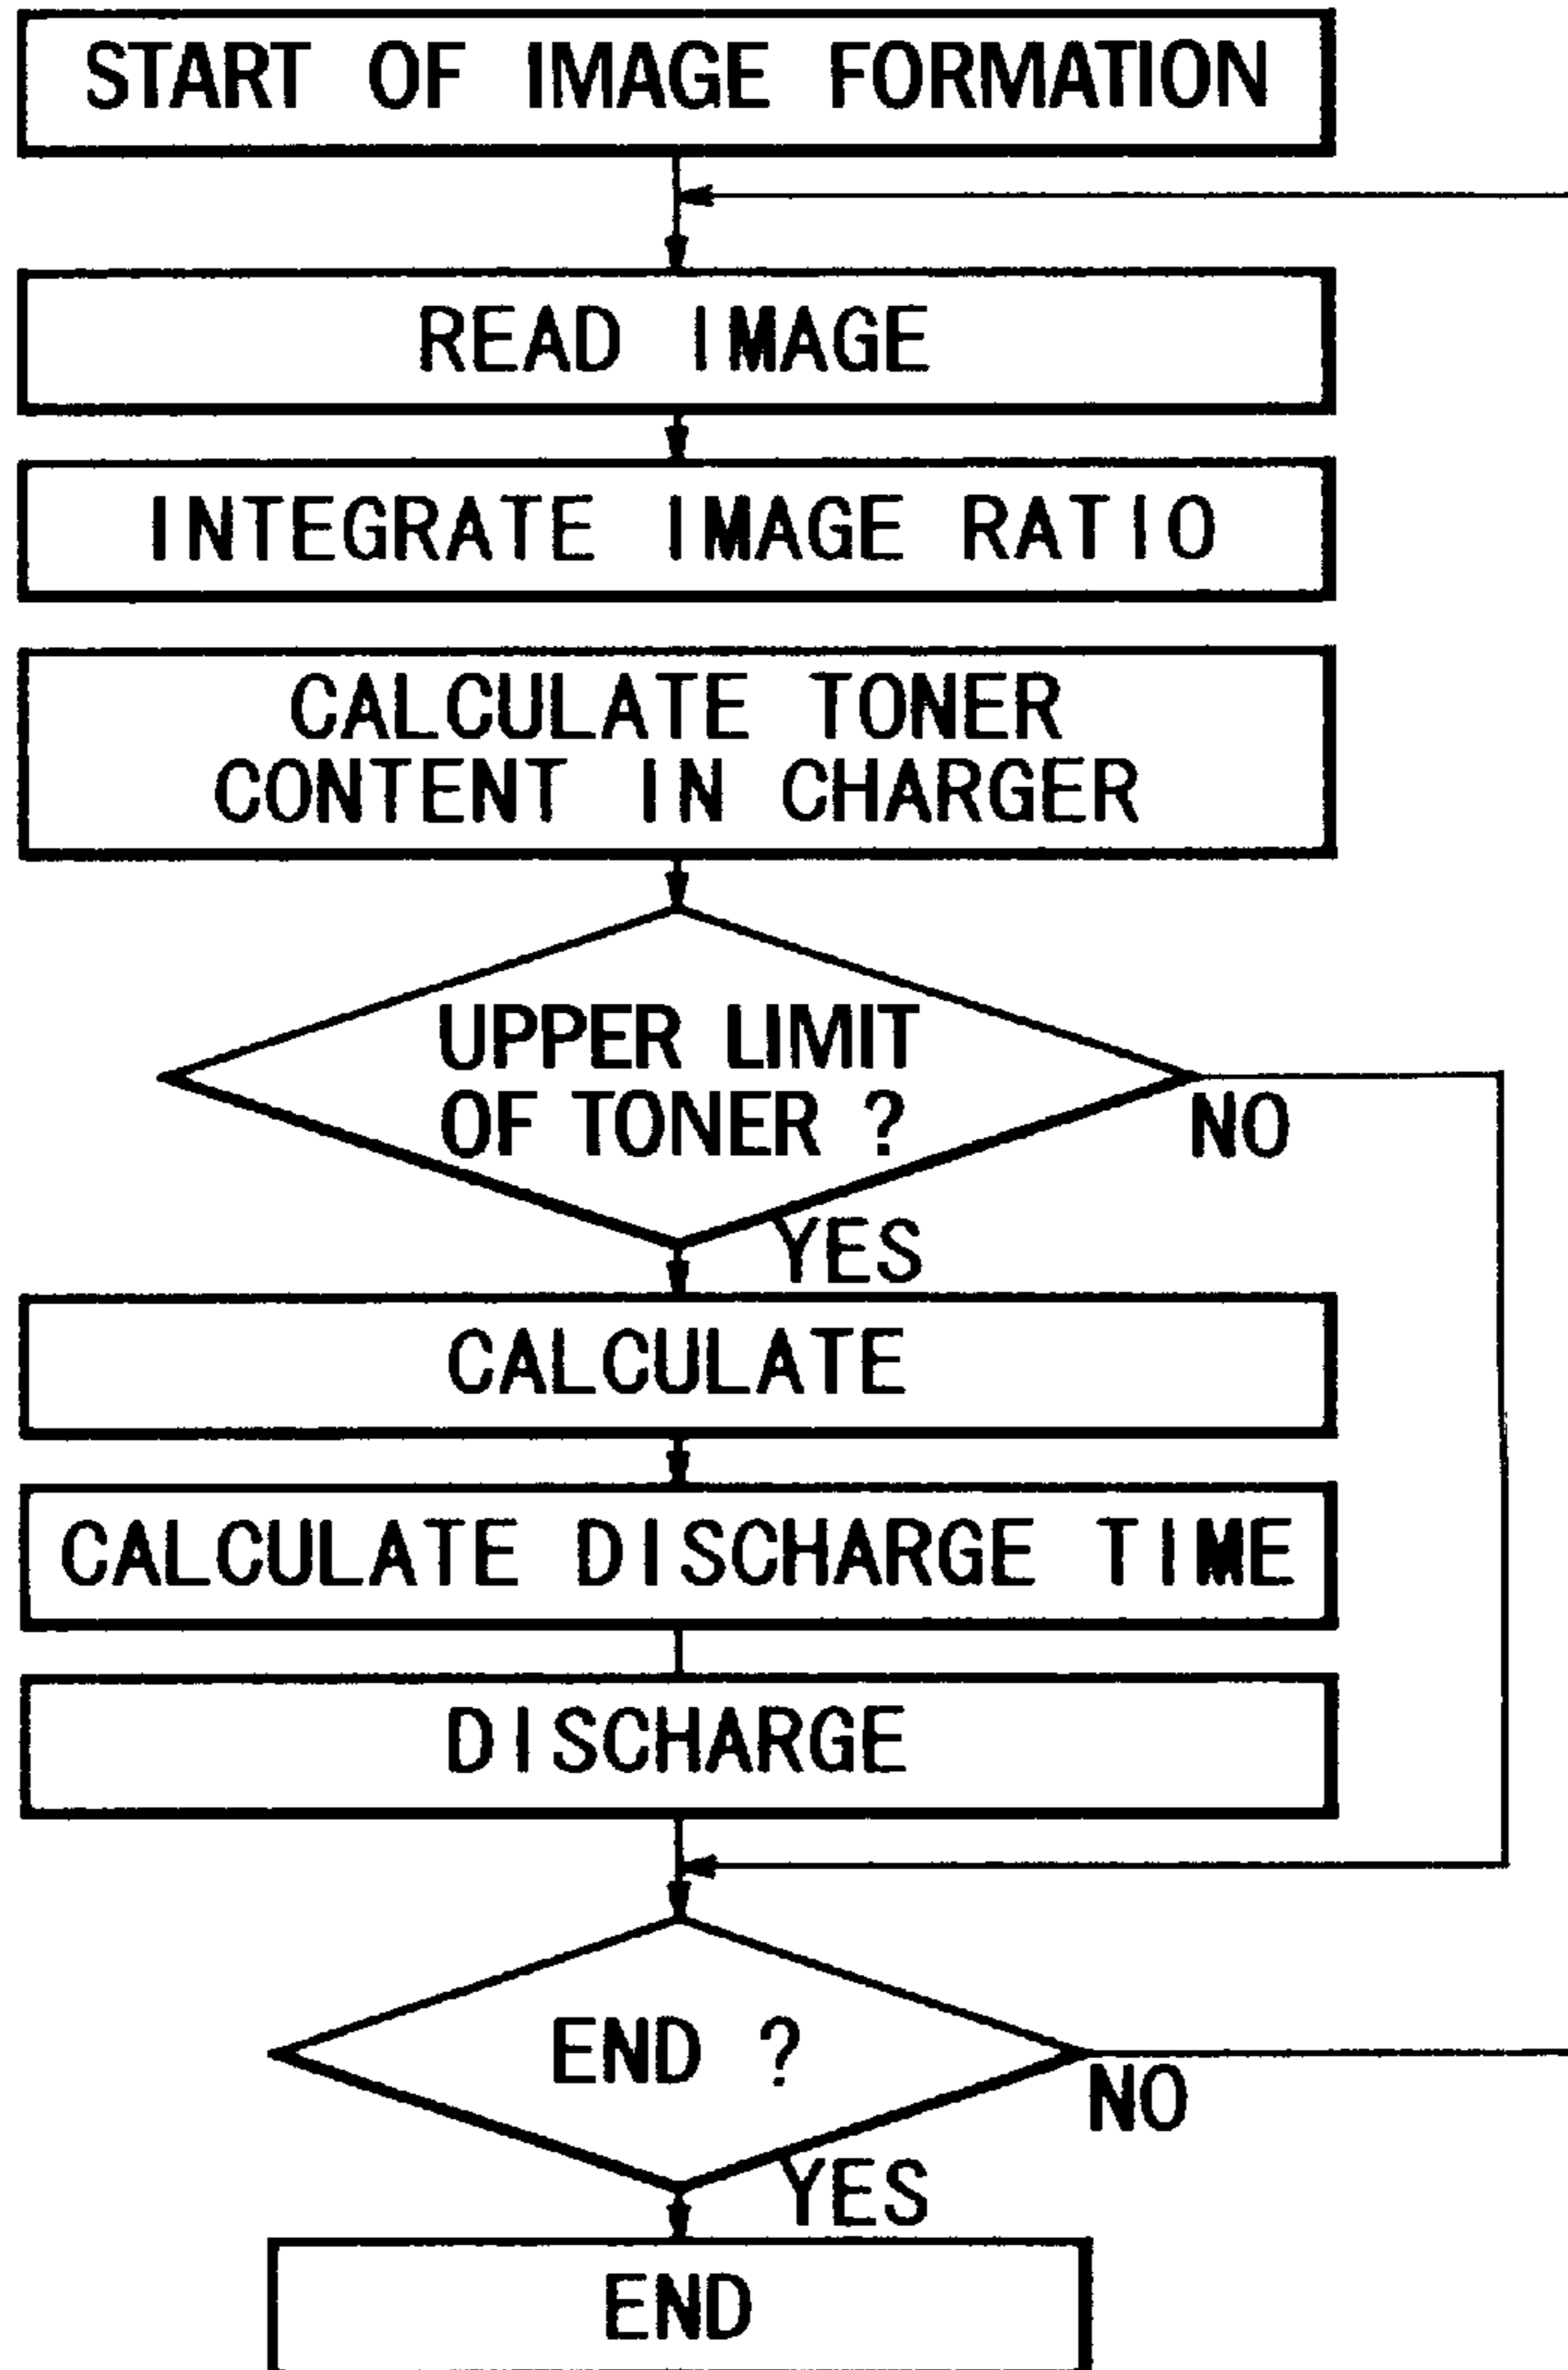 START OF IMAGE FORMATION
READ IMAGE
INTEGRATE IMAGE RATIO
CALCULATE TONER
CONTENT IN CHARGER
UPPER LIMIT
OF TONER ?
NO
YES
CALCULATE
CALCULATE DISCHARGE TIME
DISCHARGE
END ?
NO
YES
END